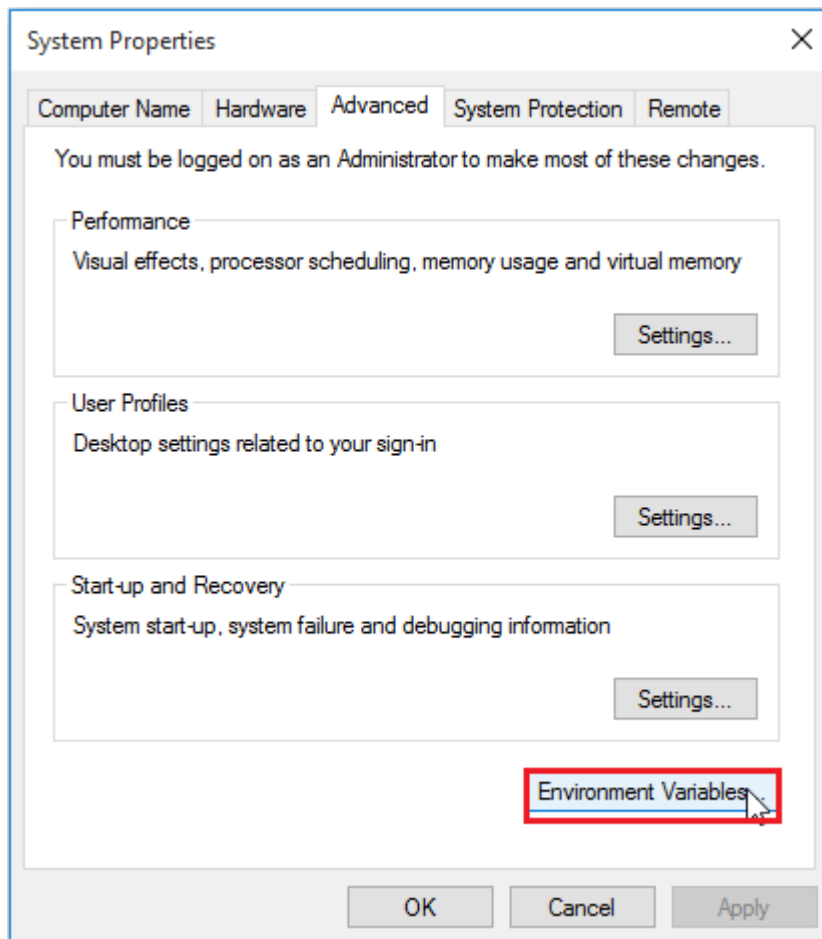 System Properties
Computer Name Hardware Advanced System Protection Remote
You must be logged on as an Administrator to make most of these changes.
Performance
Visual effects, processor scheduling, memory usage and virtual memory
Settings...
User Profiles
Desktop settings related to your sign-in
Settings...
Start-up and Recovery
System start-up, system failure and debugging information
Settings...
Environment Variables...
OK Cancel Apply